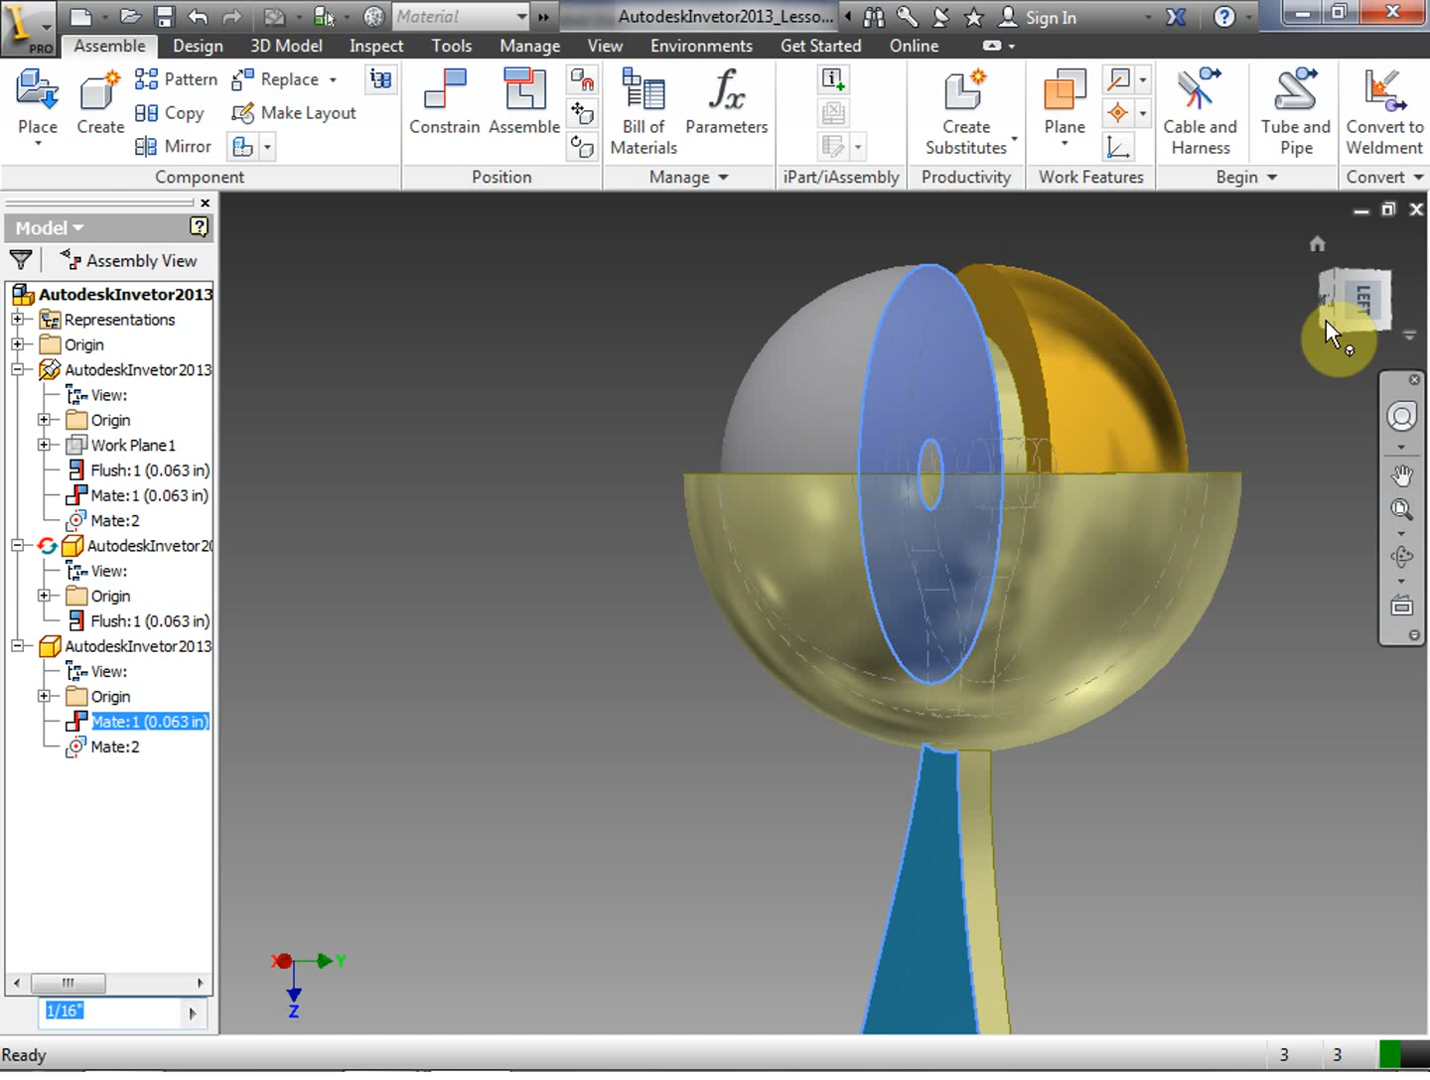 PRO
Material
AutodeskInvetor2013_Lesso...
Sign In
Assemble
Design
3D Model
Inspect
Tools
Manage
View
Environments
Get Started
Online
Place
Create
Pattern
Copy
Mirror
Replace
Make Layout
Component
Constrain
Assemble
Position
Bill of
Materials
fx
Parameters
Manage
iPart/iAssembly
Create
Substitutes
Productivity
Plane
Work Features
Cable and
Harness
Tube and
Pipe
Begin
Convert to
Weldment
Convert
Model
Assembly View
AutodeskInvetor2013
Representations
Origin
AutodeskInvetor2013
View:
Origin
Work Plane1
Flush:1 (0.063 in)
Mate:1 (0.063 in)
Mate:2
AutodeskInvetor20
View:
Origin
Flush:1 (0.063 in)
AutodeskInvetor2013
View:
Origin
Mate:1 (0.063 in)
Mate:2
1/16"
LEFT
X
Y
Z
Ready
3
3